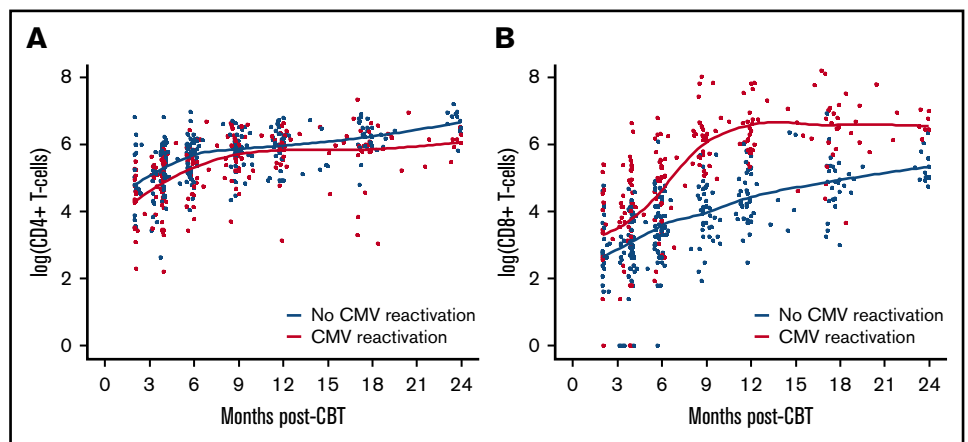 A
log(CD4+ T-cells)
8
6
4
2
0
No CMV reactivation
CMV reactivation
0 3 6 9 12 15 18 21 24
Months post-CBT
B
log(CD8+ T-cells)
8
6
4
2
0
No CMV reactivation
CMV reactivation
0 3 6 9 12 15 18 21 24
Months post-CBT